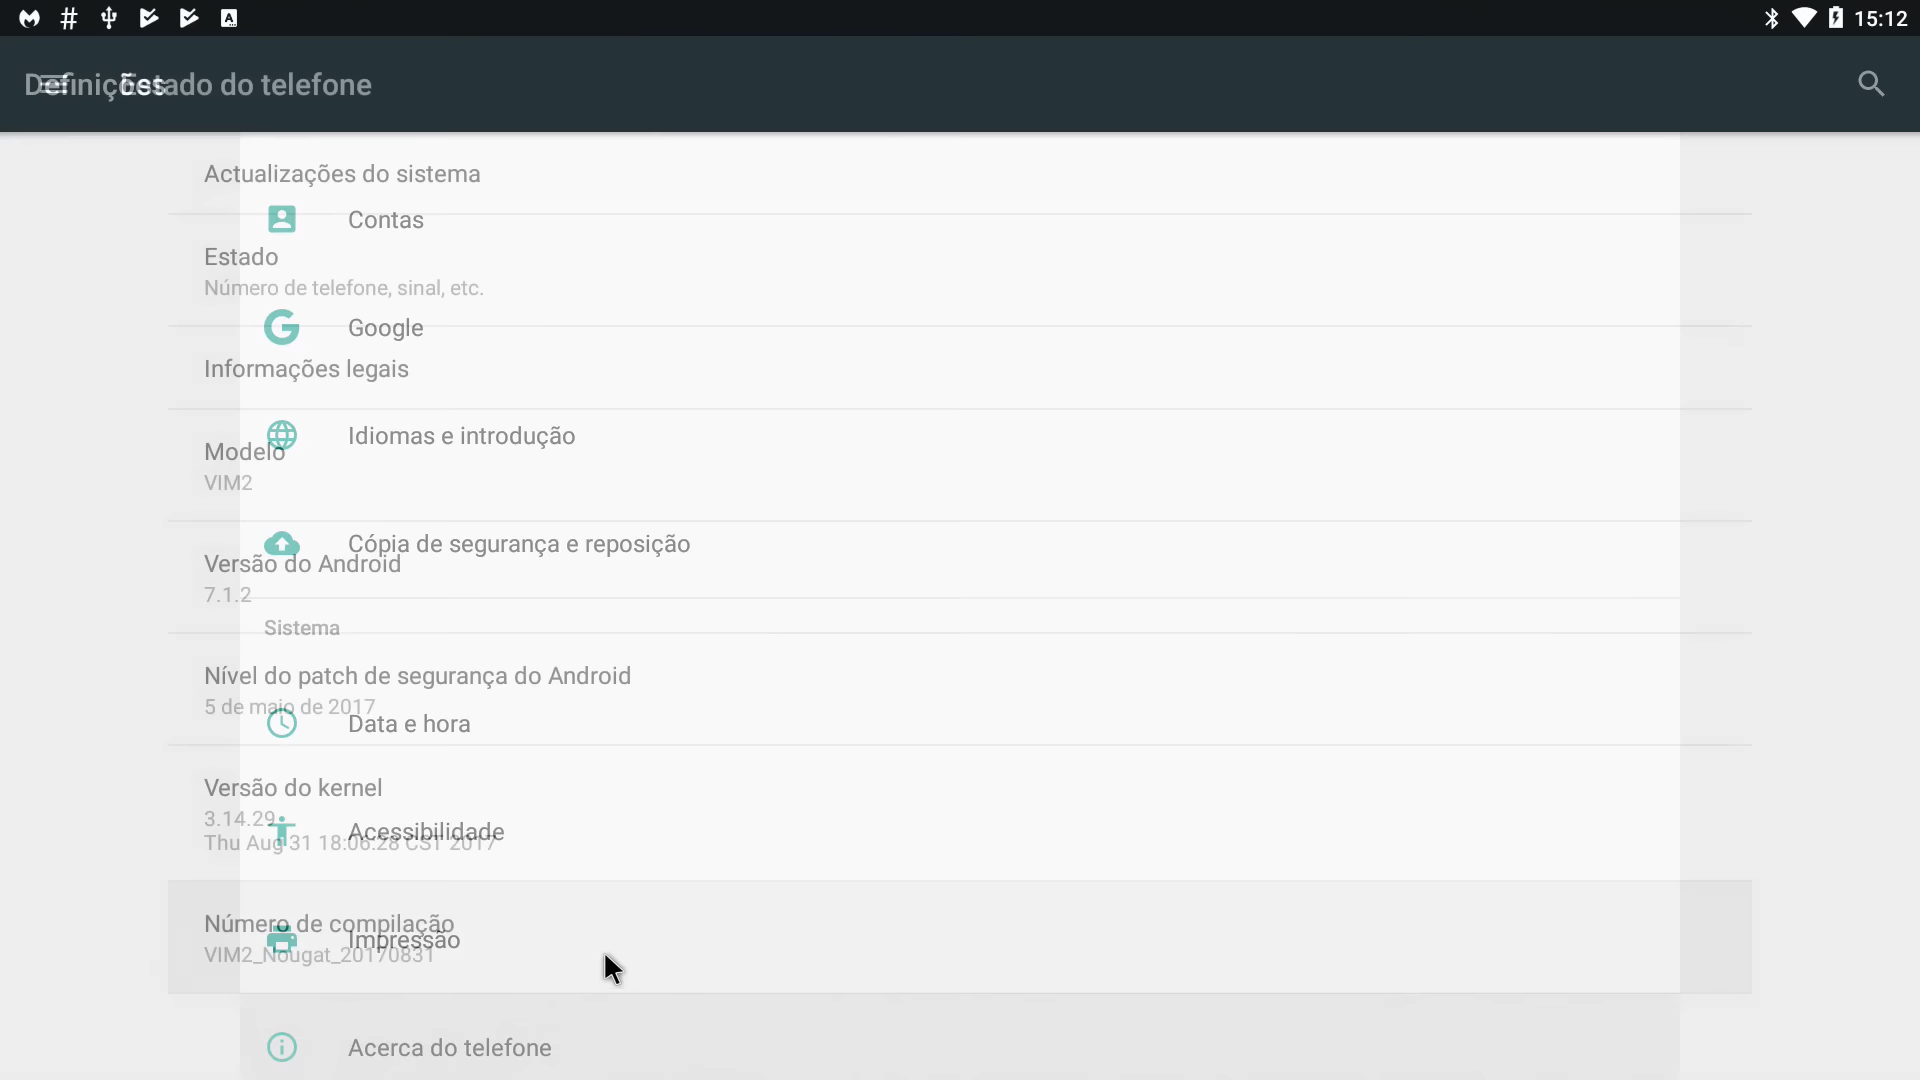 15:12
Definições
Estado do telefone
Actualizações do sistema
Contas
Estado
Número de telefone, sinal, etc.
Google
Informações legais
Idiomas e introdução
Modelo
VIM2
Cópia de segurança e reposição
Versão do Android
7.1.2
Sistema
Nível do patch de segurança do Android
5 de maio de 2017
Data e hora
Versão do kernel
3.14.29
Acessibilidade
Thu Aug 31 18:06:28 CST 2017
Número de compilação
Impressão
VIM2_Nougat_20170831
Acerca do telefone